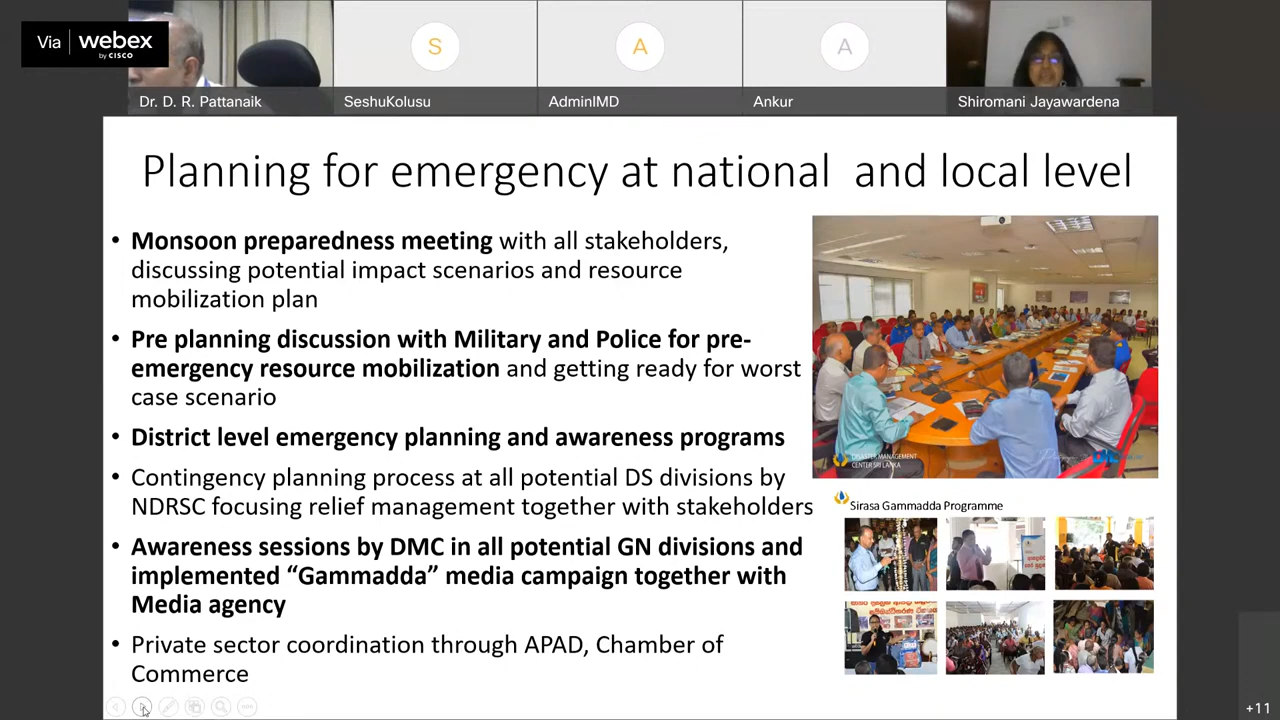 Via webex
by CISCO
S
A
A
Dr. D. R. Pattanaik
SeshuKolusu
AdminIMD
Ankur
Shiromani Jayawardena
Planning for emergency at national and local level
• Monsoon preparedness meeting with all stakeholders,
discussing potential impact scenarios and resource
mobilization plan
• Pre planning discussion with Military and Police for pre-
emergency resource mobilization and getting ready for worst
case scenario
• District level emergency planning and awareness programs
• Contingency planning process at all potential DS divisions by
NDRSC focusing relief management together with stakeholders
• Awareness sessions by DMC in all potential GN divisions and
implemented “Gammadda” media campaign together with
Media agency
• Private sector coordination through APAD, Chamber of
Commerce
DISASTER MANAGEMENT
CENTER SRI LANKA
Sirasa Gammadda Programme
+11